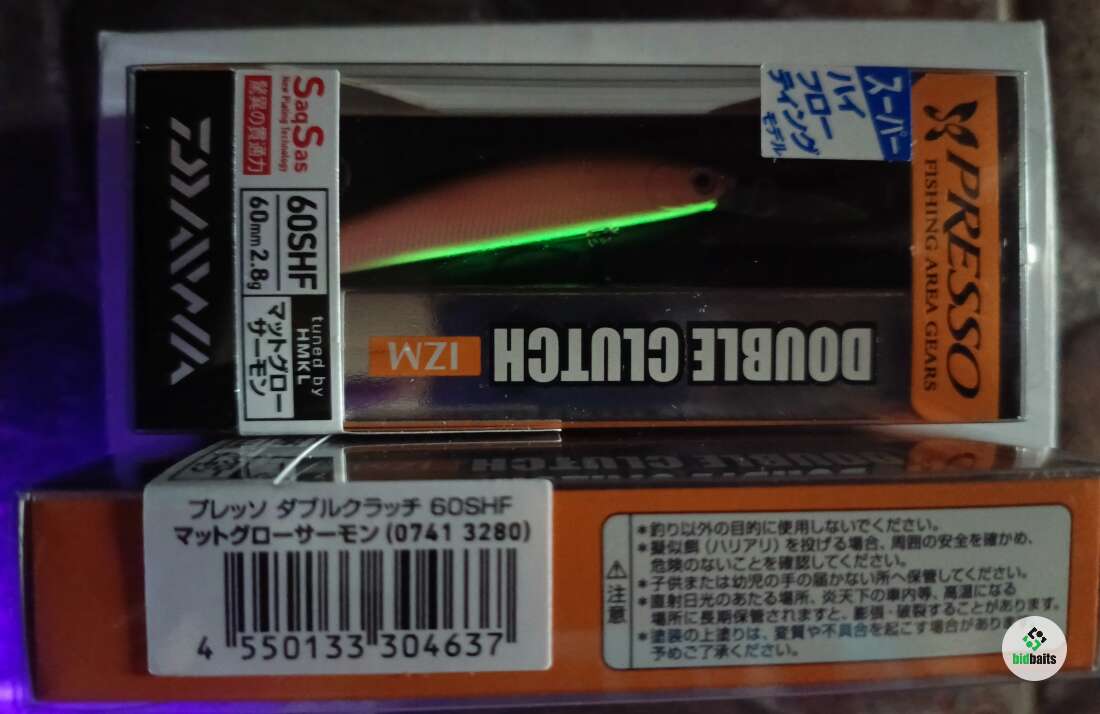 DAIWA
SaqSas
New Plating Technology
驚異の貫通力
60SHF
60mm 2.8g
tuned by
HMKL
マットグロー
サーモン
スーパー
ハイ
フロー
ティング
モデル
PRESSO
FISHING AREA GEARS
DOUBLE CLUTCH
IZM
DOUBLE CLUTCH
プレッソ ダブルクラッチ 60SHF
マットグローサーモン (0741 3280)
4 550133 304637
注意
*釣り以外の目的に使用しないでください。
*擬似餌(ハリアリ)を投げる場合、周囲の安全を確かめ、
危険のないことを確認してください。
*子供または幼児の手の届かない所へ保管してください。
*直射日光のあたる場所、炎天下の車内等、高温になる
場所に長期保管されますと、膨張・破裂することがあります。
*塗装の上塗りは、変質や不具合を起こす場合があります
予めご了承ください。
bidbaits